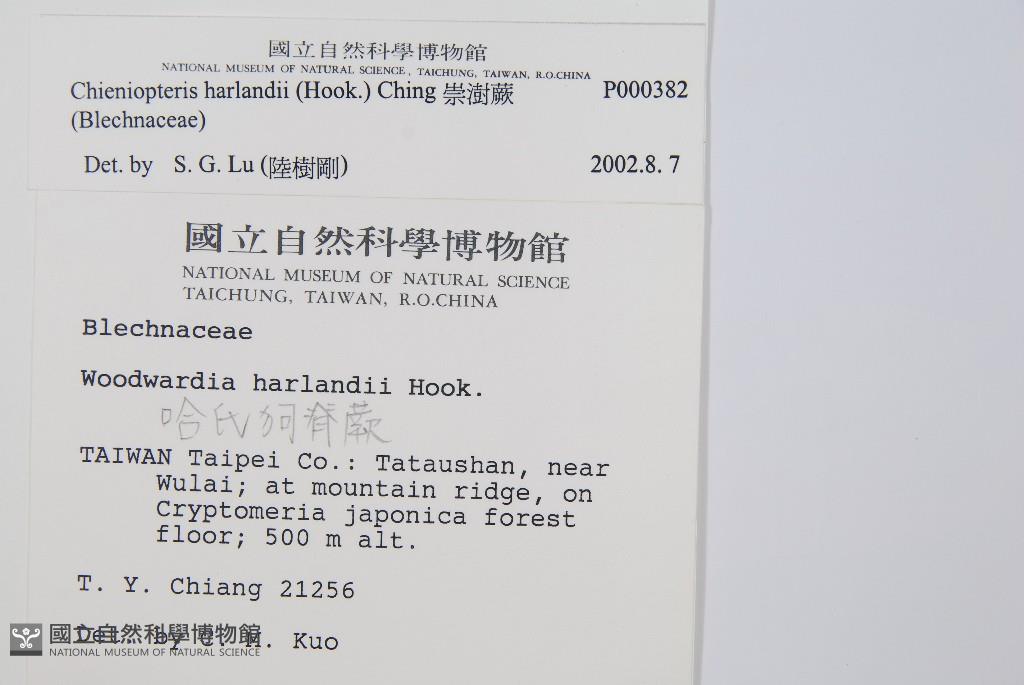 國立自然科學博物館
NATIONAL MUSEUM OF NATURAL SCIENCE, TAICHUNG, TAIWAN, R.O.CHINA
Chieniopteris harlandii (Hook.) Ching 崇澍蕨 P000382
(Blechnaceae)
Det. by S. G. Lu (陸樹剛) 2002.8.7
國立自然科學博物館
NATIONAL MUSEUM OF NATURAL SCIENCE
TAICHUNG, TAIWAN, R.O.CHINA
Blechnaceae
Woodwardia harlandii Hook.
哈氏狗脊蕨
TAIWAN Taipei Co.: Tataushan, near
Wulai; at mountain ridge, on
Cryptomeria japonica forest
floor; 500 m alt.
T. Y. Chiang 21256
Det. by C. M. Kuo
國立自然科學博物館
NATIONAL MUSEUM OF NATURAL SCIENCE